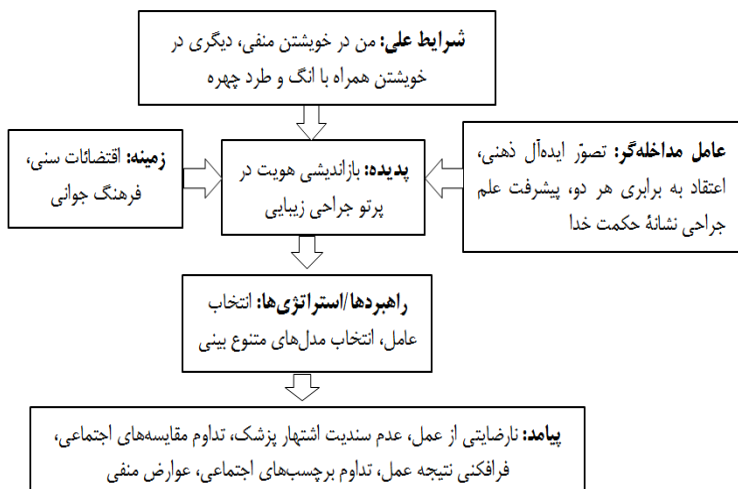 شرایط علی: من در خویشتن منفی، دیگری در
خویشتن همراه با انگ و طرد چهره
عامل مداخله‌گر: تصوّر ایده‌آل ذهنی،
اعتقاد به برابری هر دو، پیشرفت علم
جراحی نشانهٔ حکمت خدا
پدیده: بازاندیشی هویت در
پرتو جراحی زیبایی
زمینه: اقتضائات سنی،
فرهنگ جوانی
راهبردها/استراتژی‌ها: انتخاب
عامل، انتخاب مدل‌های متنوع بینی
پیامد: نارضایتی از عمل، عدم سندیت اشتهار پزشک، تداوم مقایسه‌های اجتماعی،
فرافکنی نتیجه عمل، تداوم برچسب‌های اجتماعی، عوارض منفی